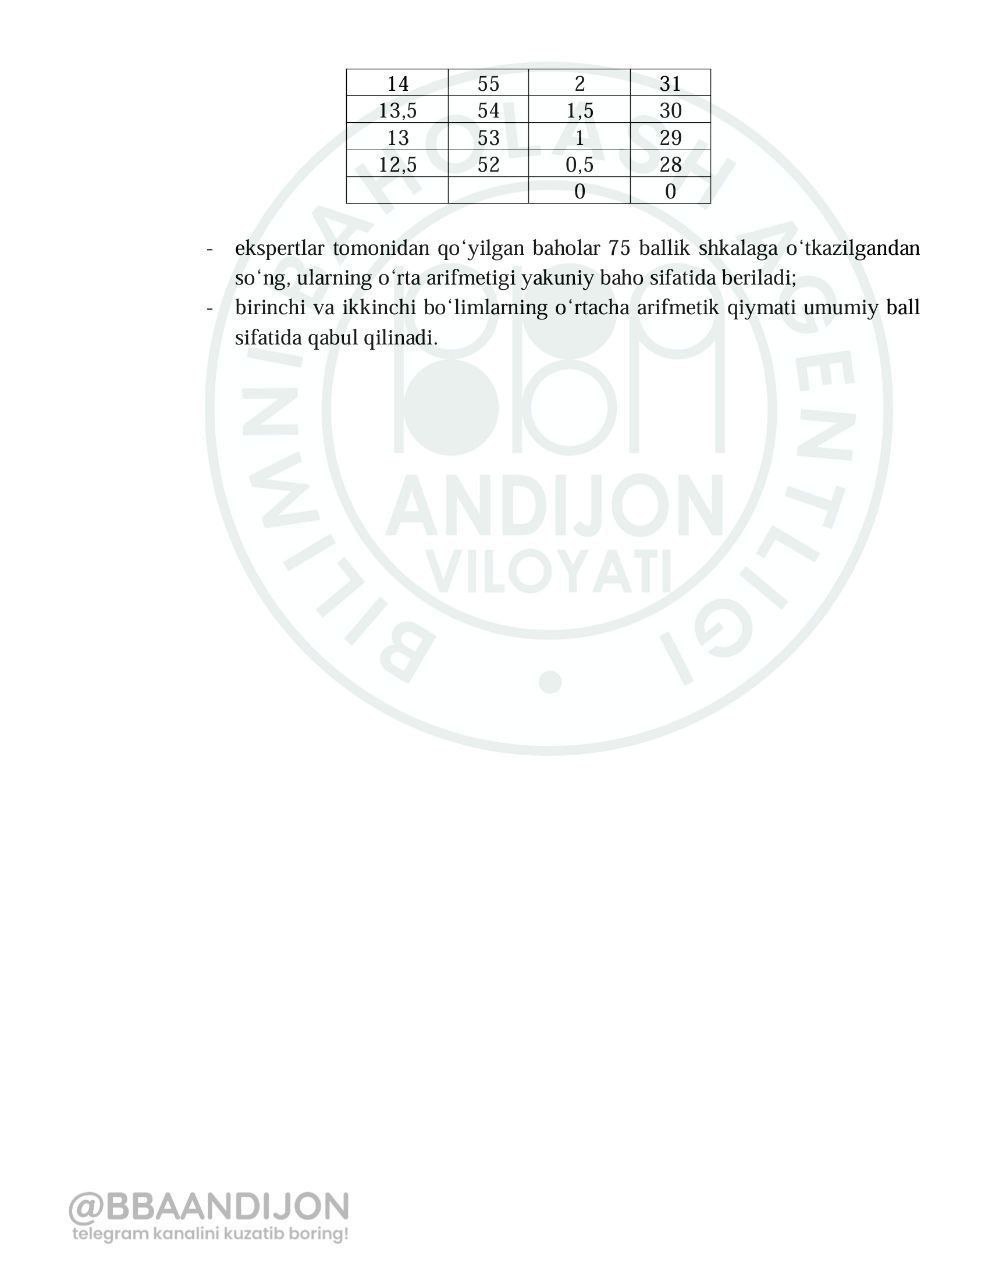 14 55 2 31
13,5 54 1,5 30
13 53 1 29
12,5 52 0,5 28
0 0
- ekspertlar tomonidan qoʻyilgan baholar 75 ballik shkalaga oʻtkazilgandan
soʻng, ularning oʻrta arifmetigi yakuniy baho sifatida beriladi;
- birinchi va ikkinchi boʻlimlarning oʻrtacha arifmetik qiymati umumiy ball
sifatida qabul qilinadi.
BILIMNI BAHOLASH AGENTLIGI
ANDIJON
VILOYATI
@BBAANDIJON
telegram kanalini kuzatib boring!